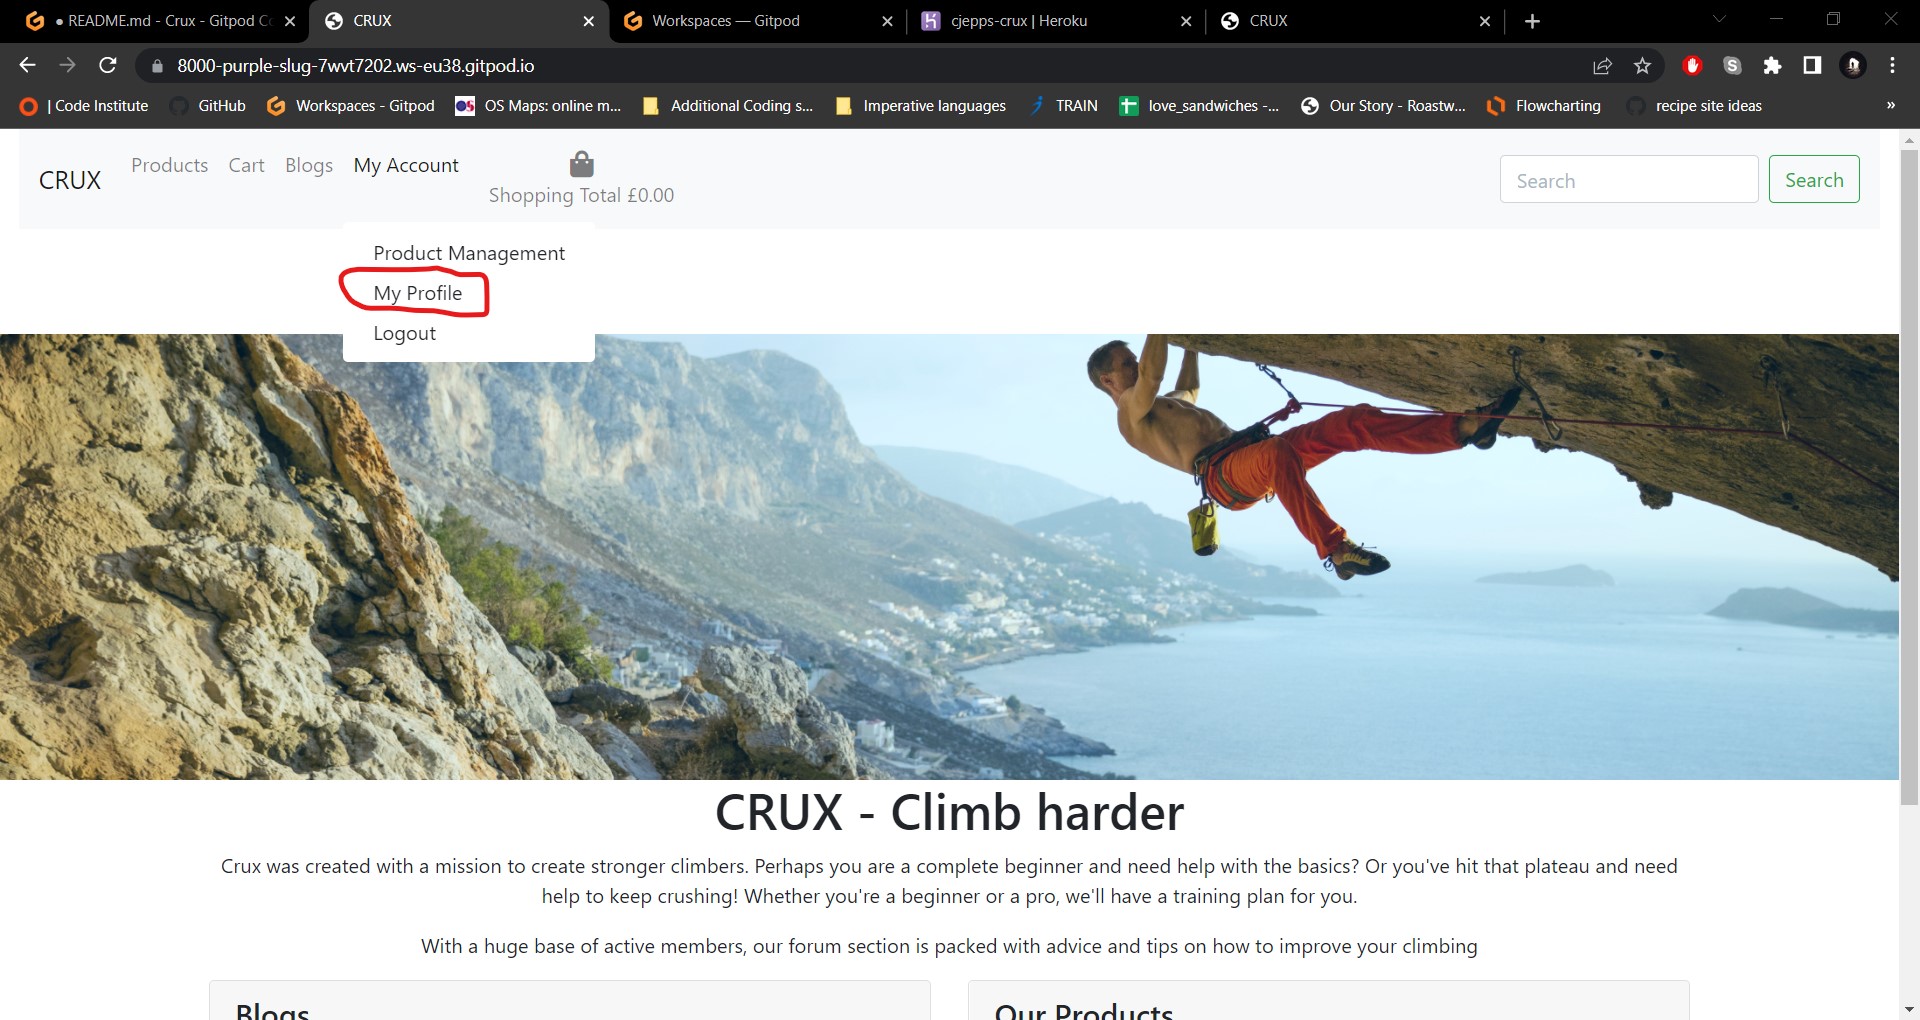 ● README.md - Crux - Gitpod Co
CRUX
Workspaces — Gitpod
cjepps-crux | Heroku
CRUX
8000-purple-slug-7wvt7202.ws-eu38.gitpod.io
| Code Institute
GitHub
Workspaces - Gitpod
OS Maps: online m...
Additional Coding s...
Imperative languages
TRAIN
love_sandwiches -...
Our Story - Roastw...
Flowcharting
recipe site ideas
»
CRUX
Products
Cart
Blogs
My Account
Shopping Total £0.00
Search
Search
Product Management
My Profile
Logout
CRUX - Climb harder
Crux was created with a mission to create stronger climbers. Perhaps you are a complete beginner and need help with the basics? Or you've hit that plateau and need
help to keep crushing! Whether you're a beginner or a pro, we'll have a training plan for you.
With a huge base of active members, our forum section is packed with advice and tips on how to improve your climbing
Blogs
Our Products